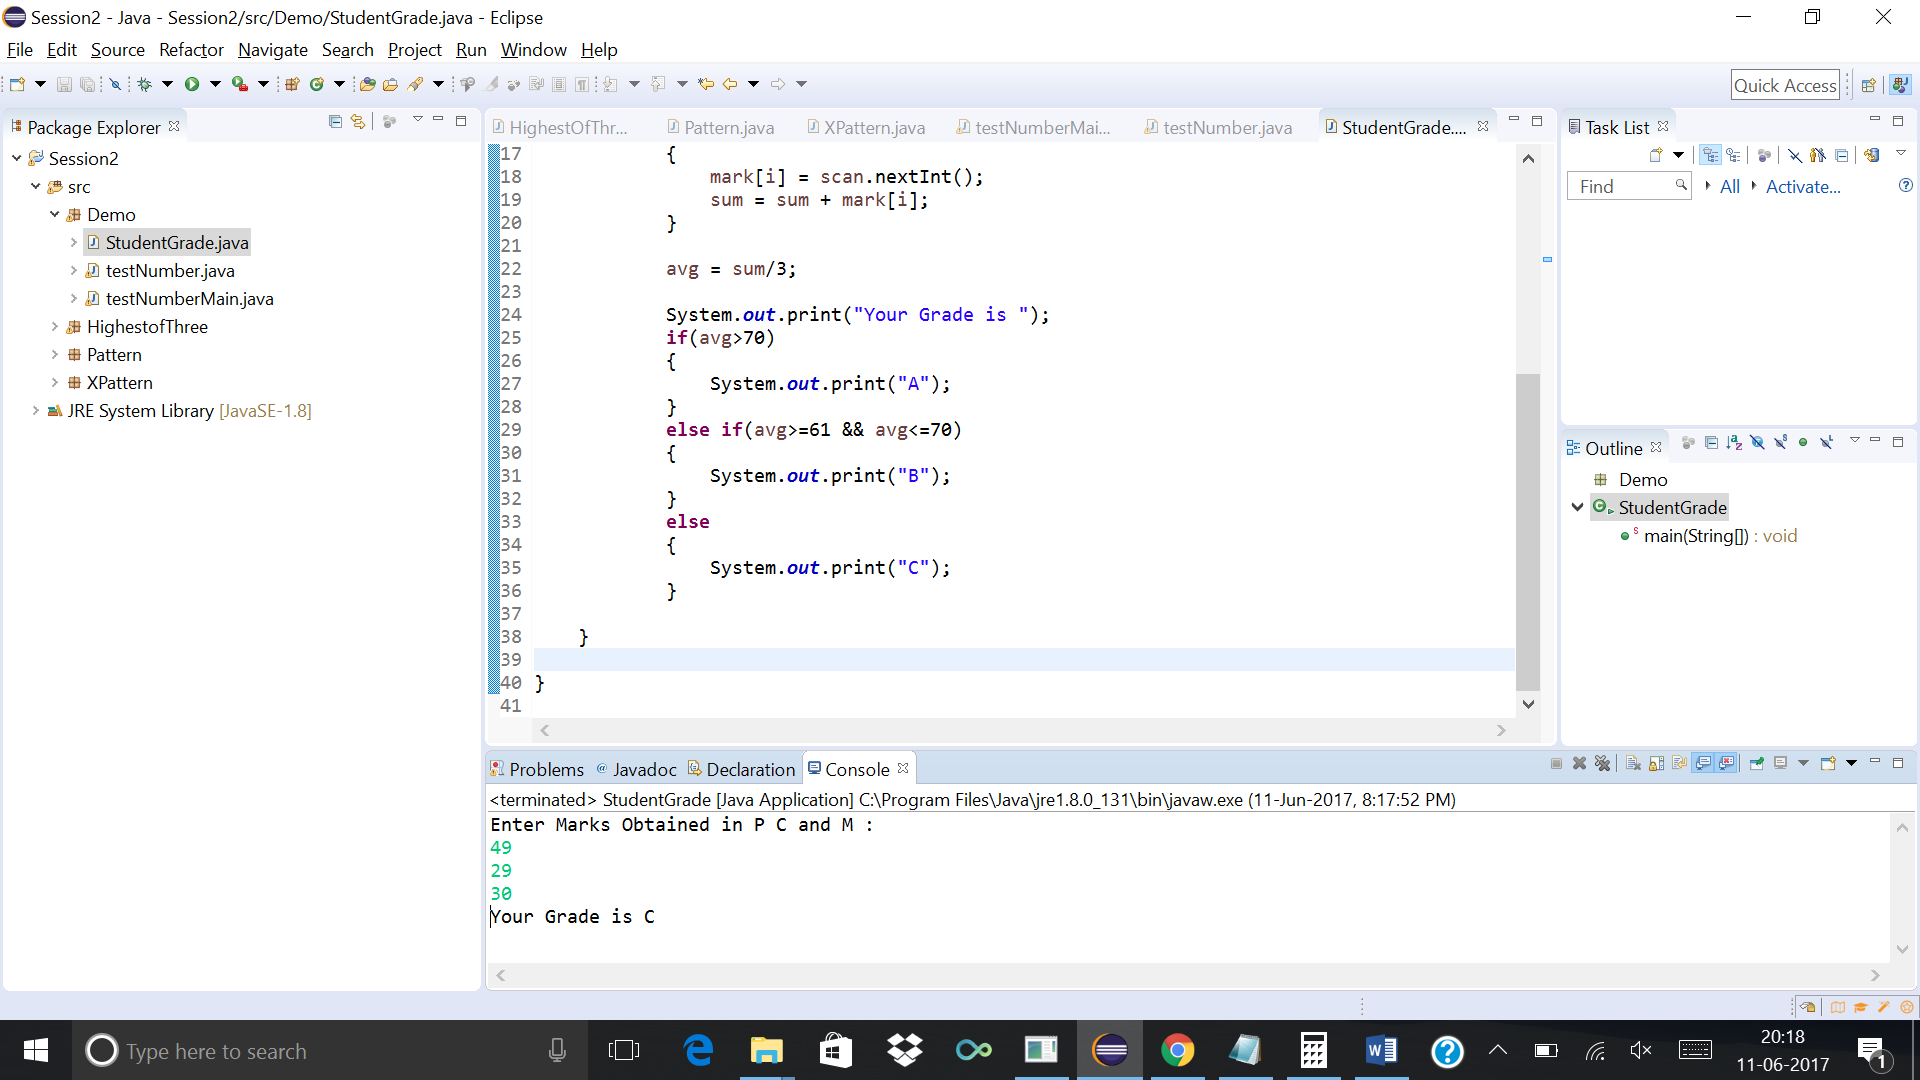 Session2 - Java - Session2/src/Demo/StudentGrade.java - Eclipse
File Edit Source Refactor Navigate Search Project Run Window Help
Quick Access
Package Explorer
Session2
src
Demo
StudentGrade.java
testNumber.java
testNumberMain.java
HighestofThree
Pattern
XPattern
JRE System Library [JavaSE-1.8]
HighestOfThr... Pattern.java XPattern.java testNumberMai... testNumber.java StudentGrade....
17 {
18 mark[i] = scan.nextInt();
19 sum = sum + mark[i];
20 }
21
22 avg = sum/3;
23
24 System.out.print("Your Grade is ");
25 if(avg>70)
26 {
27 System.out.print("A");
28 }
29 else if(avg>=61 && avg<=70)
30 {
31 System.out.print("B");
32 }
33 else
34 {
35 System.out.print("C");
36 }
37
38 }
39
40 }
41
Task List
Find All Activate...
Outline
Demo
StudentGrade
main(String[]) : void
Problems Javadoc Declaration Console
<terminated> StudentGrade [Java Application] C:\Program Files\Java\jre1.8.0_131\bin\javaw.exe (11-Jun-2017, 8:17:52 PM)
Enter Marks Obtained in P C and M :
49
29
30
Your Grade is C
Type here to search
20:18
11-06-2017
1